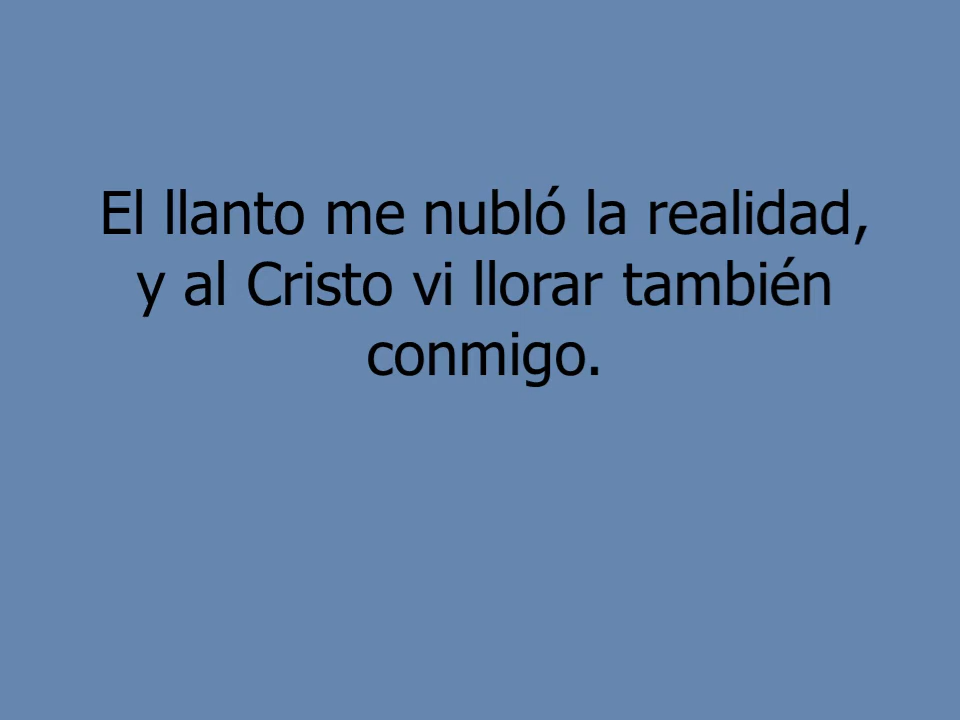 El llanto me nubló la realidad,
y al Cristo vi llorar también
conmigo.